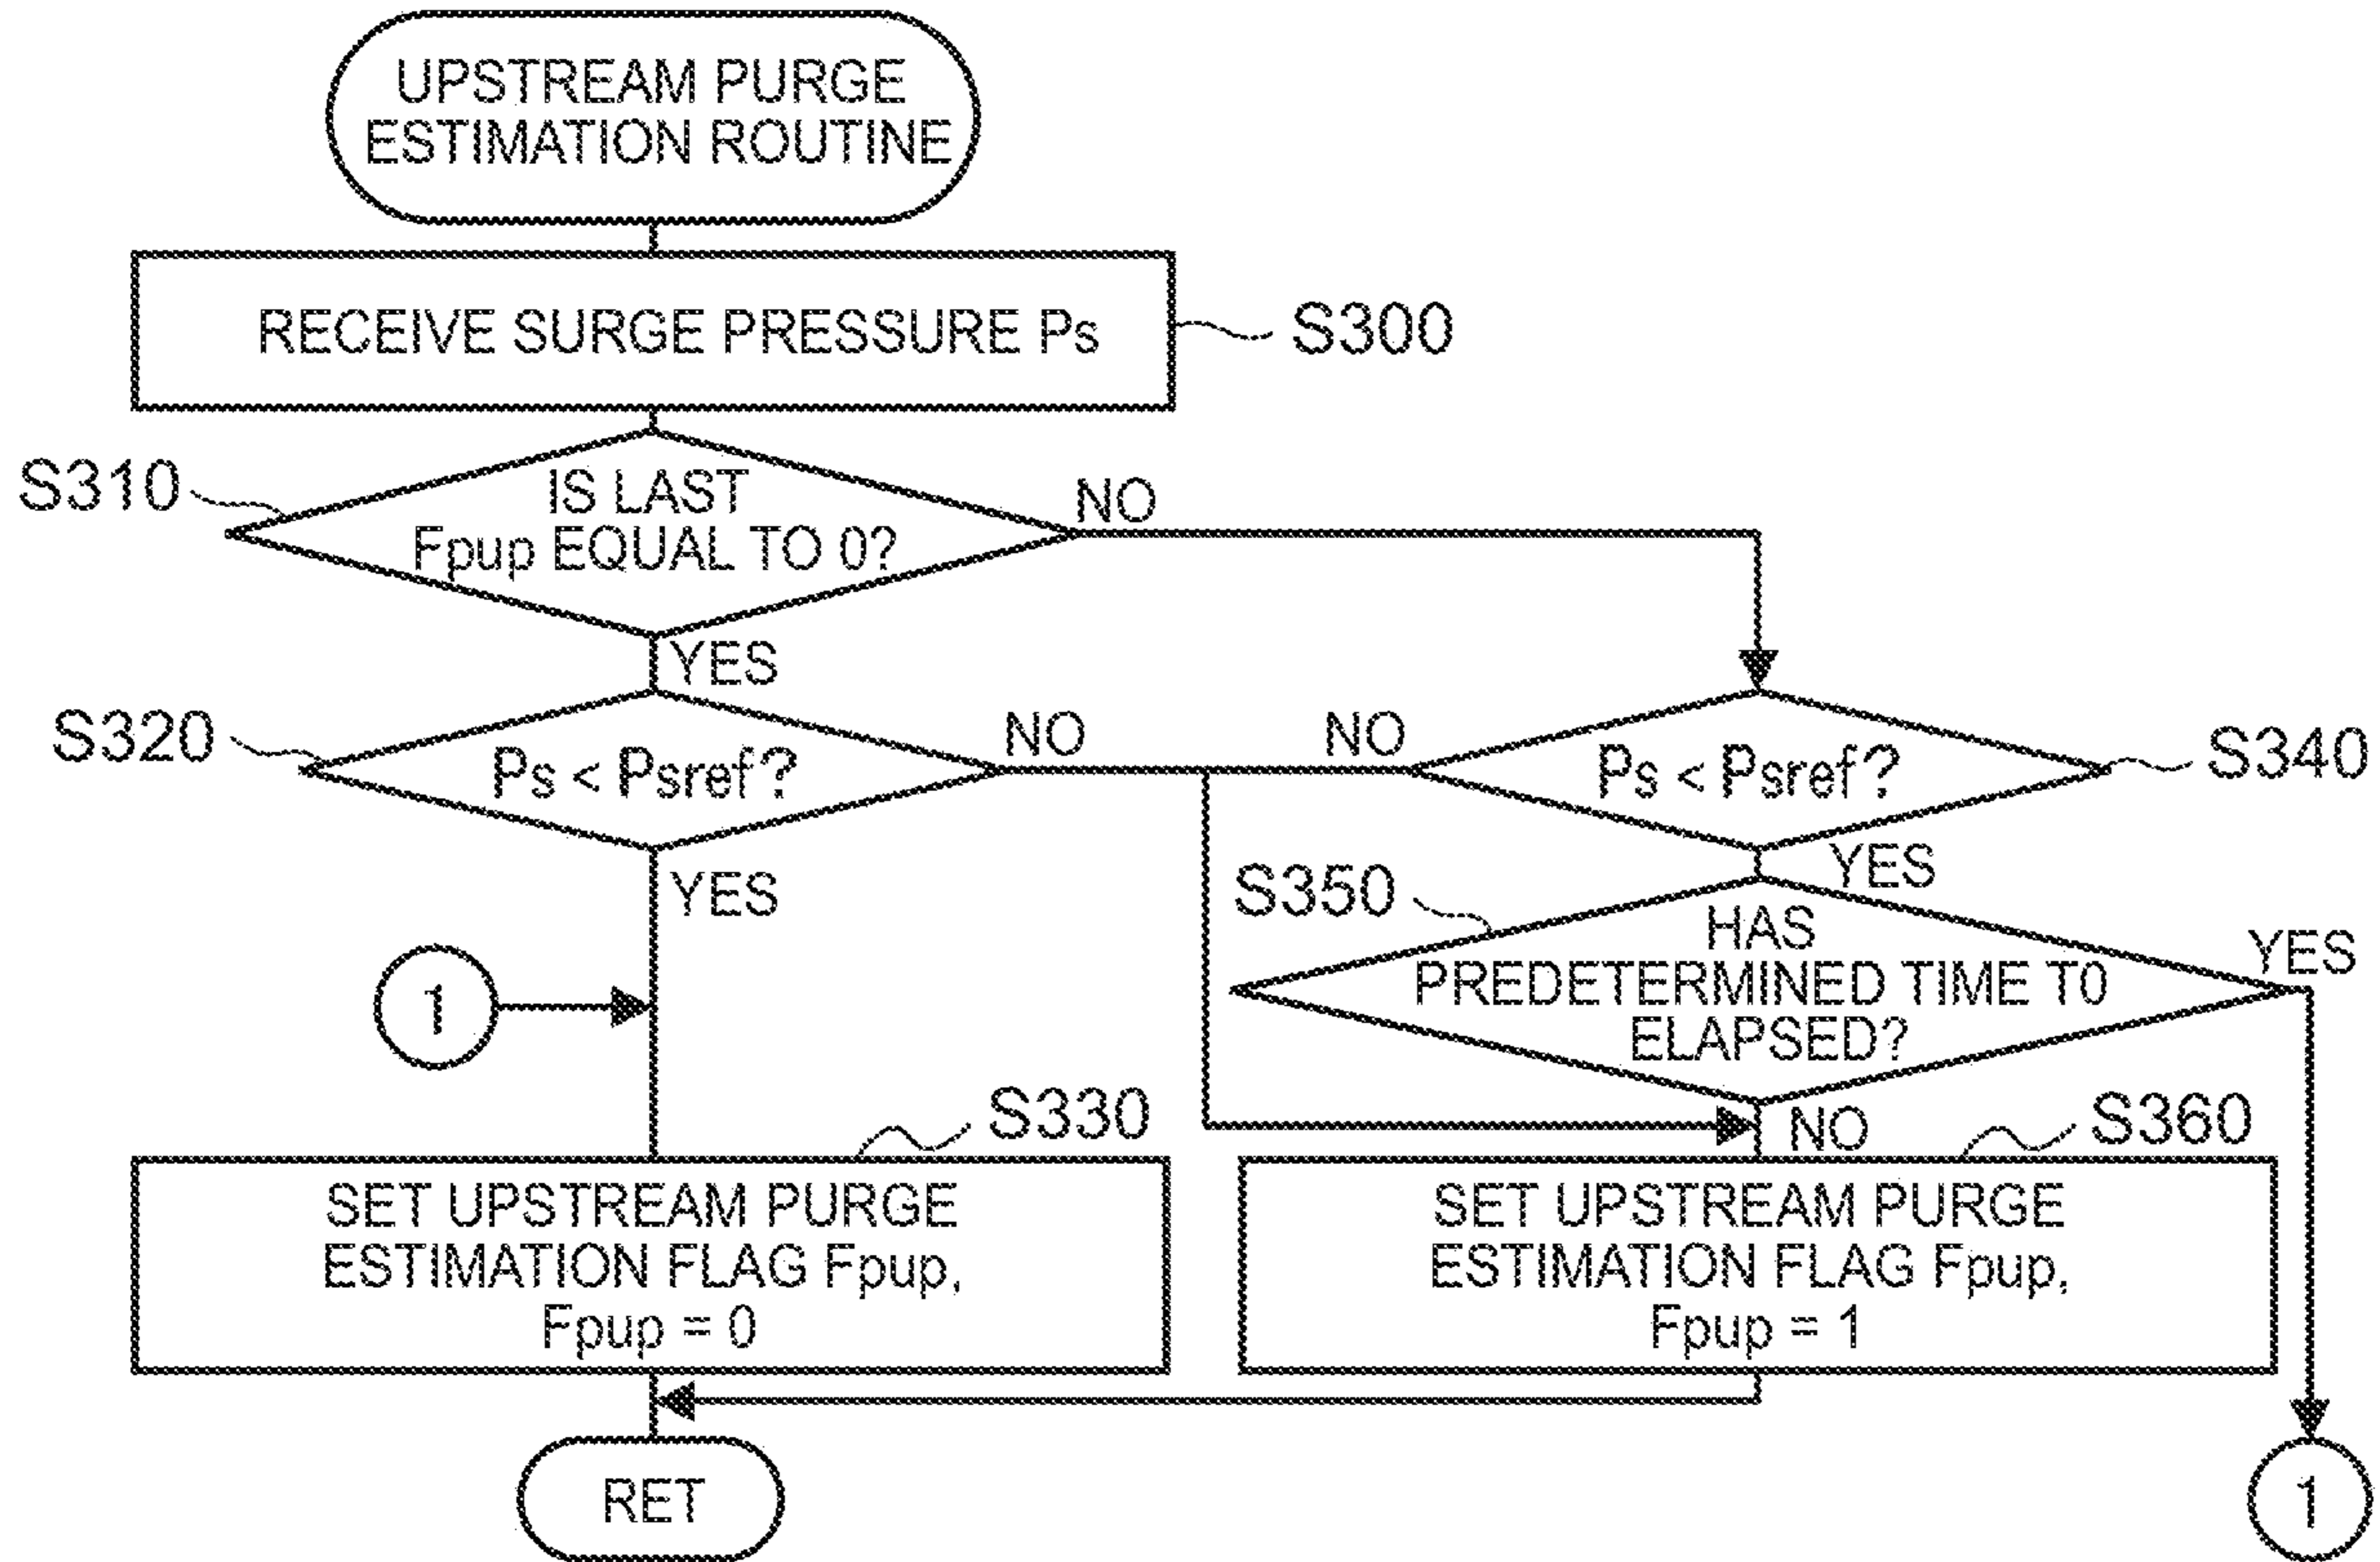 UPSTREAM PURGE
ESTIMATION ROUTINE
RECEIVE SURGE PRESSURE Ps
S300
S310
IS LAST
Fpup EQUAL TO 0?
NO
YES
S320
Ps < Psref?
NO
NO
Ps < Psref?
S340
YES
YES
S350
HAS
PREDETERMINED TIME T0
ELAPSED?
YES
1
S330
NO
S360
SET UPSTREAM PURGE
ESTIMATION FLAG Fpup,
Fpup = 0
SET UPSTREAM PURGE
ESTIMATION FLAG Fpup,
Fpup = 1
RET
1